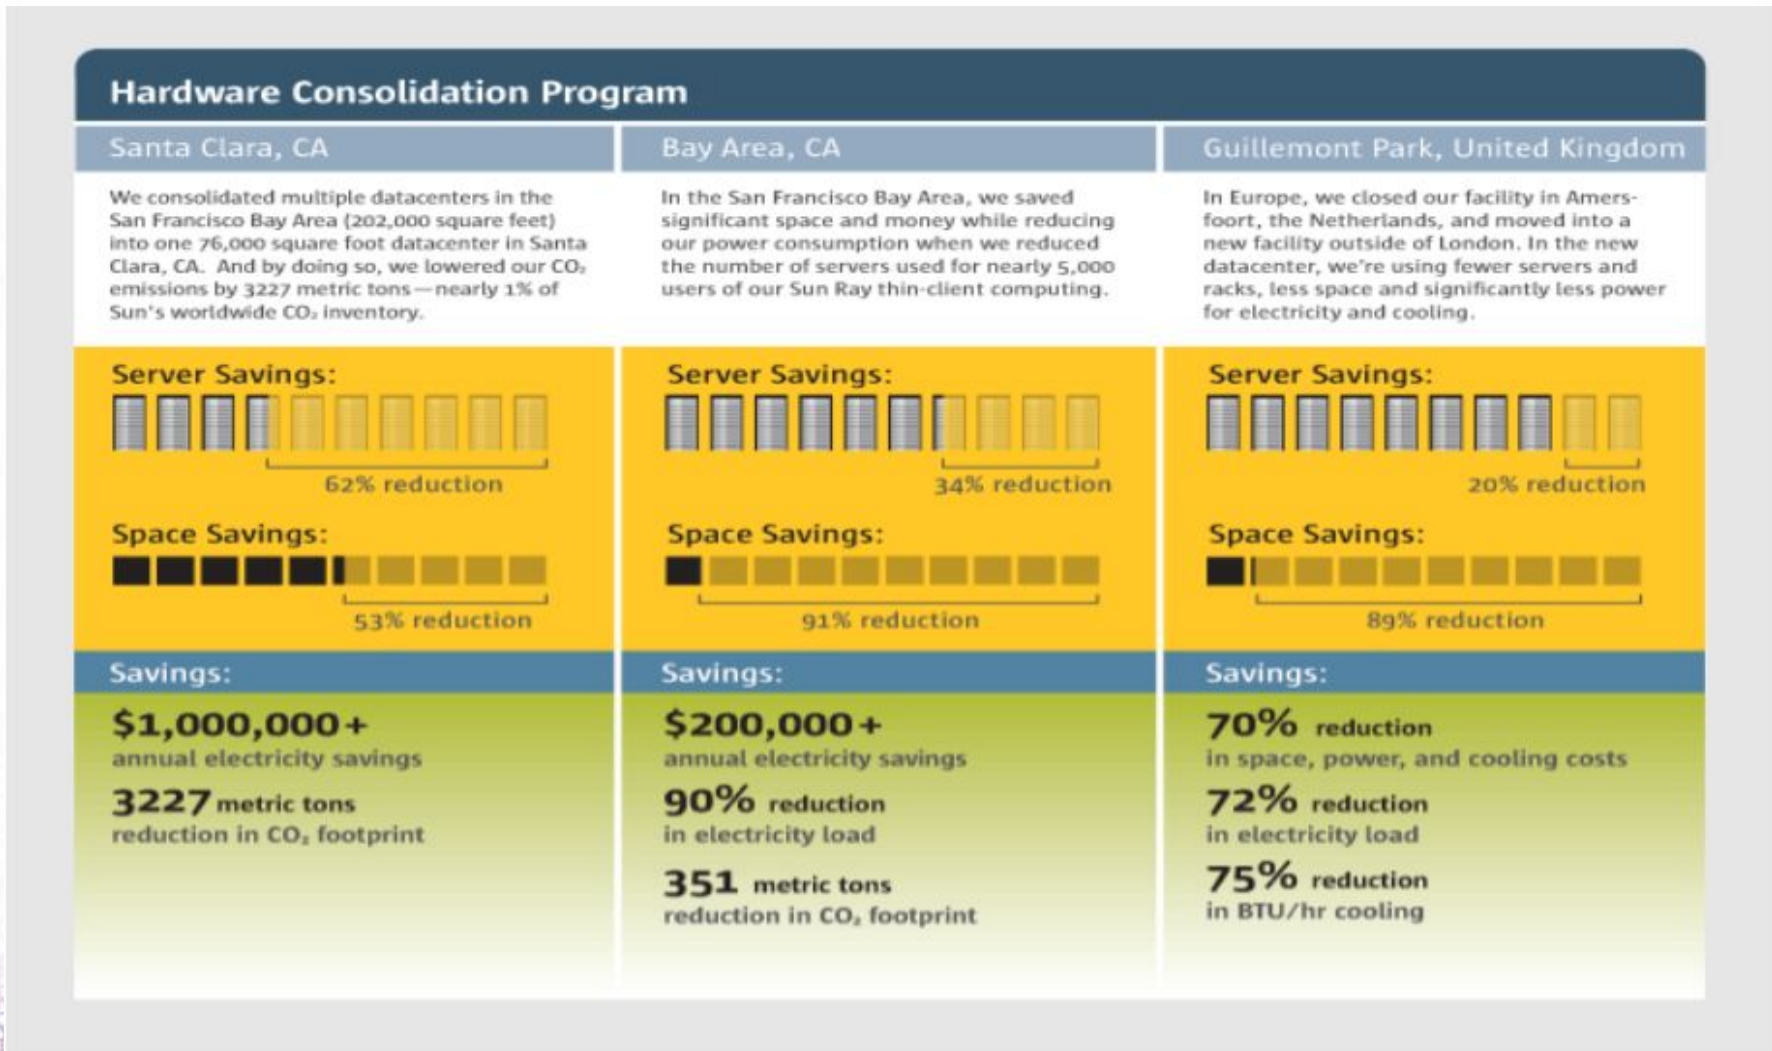 Hardware Consolidation Program
Santa Clara, CA
We consolidated multiple datacenters in the
San Francisco Bay Area (202,000 square feet)
into one 76,000 square foot datacenter in Santa
Clara, CA. And by doing so, we lowered our CO₂
emissions by 3227 metric tons—nearly 1% of
Sun's worldwide CO₂ inventory.
Server Savings:
62% reduction
Space Savings:
53% reduction
Savings:
$1,000,000+
annual electricity savings
3227 metric tons
reduction in CO₂ footprint
Bay Area, CA
In the San Francisco Bay Area, we saved
significant space and money while reducing
our power consumption when we reduced
the number of servers used for nearly 5,000
users of our Sun Ray thin-client computing.
Server Savings:
34% reduction
Space Savings:
91% reduction
Savings:
$200,000+
annual electricity savings
90% reduction
in electricity load
351 metric tons
reduction in CO₂ footprint
Guillemont Park, United Kingdom
In Europe, we closed our facility in Amers-
foort, the Netherlands, and moved into a
new facility outside of London. In the new
datacenter, we're using fewer servers and
racks, less space and significantly less power
for electricity and cooling.
Server Savings:
20% reduction
Space Savings:
89% reduction
Savings:
70% reduction
in space, power, and cooling costs
72% reduction
in electricity load
75% reduction
in BTU/hr cooling